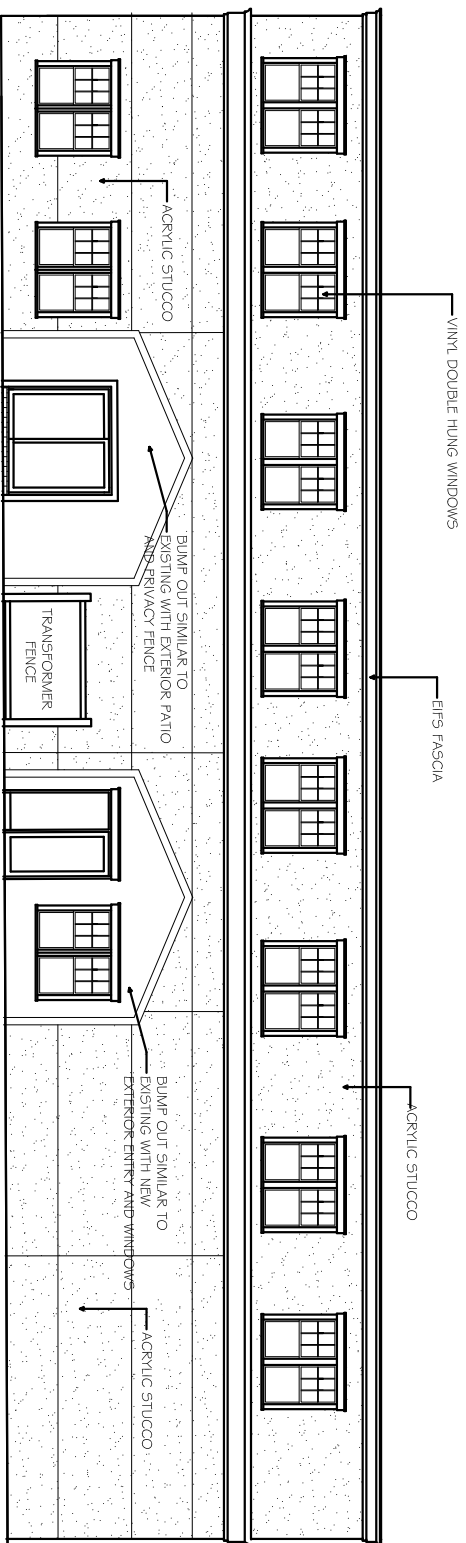 VINYL DOUBLE HUNG WINDOWS
EIFS FASCIA
ACRYLIC STUCCO
ACRYLIC STUCCO
BUMP OUT SIMILAR TO
EXISTING WITH EXTERIOR PATIO
AND PRIVACY FENCE
TRANSFORMER
FENCE
BUMP OUT SIMILAR TO
EXISTING WITH NEW
EXTERIOR ENTRY AND WINDOWS
ACRYLIC STUCCO